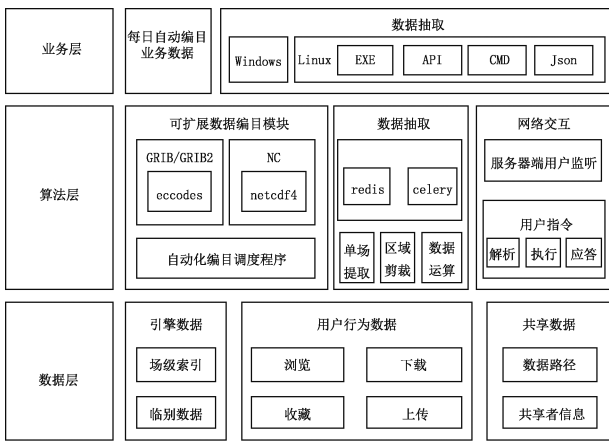 业务层
每日自动编目
业务数据
数据抽取
Windows
Linux
EXE
API
CMD
Json
算法层
可扩展数据编目模块
GRIB/GRIB2
eccodes
NC
netcdf4
自动化编目调度程序
数据抽取
redis
celery
单场
提取
区域
剪裁
数据
运算
网络交互
服务器端用户监听
用户指令
解析
执行
应答
数据层
引擎数据
场级索引
临别数据
用户行为数据
浏览
下载
收藏
上传
共享数据
数据路径
共享者信息